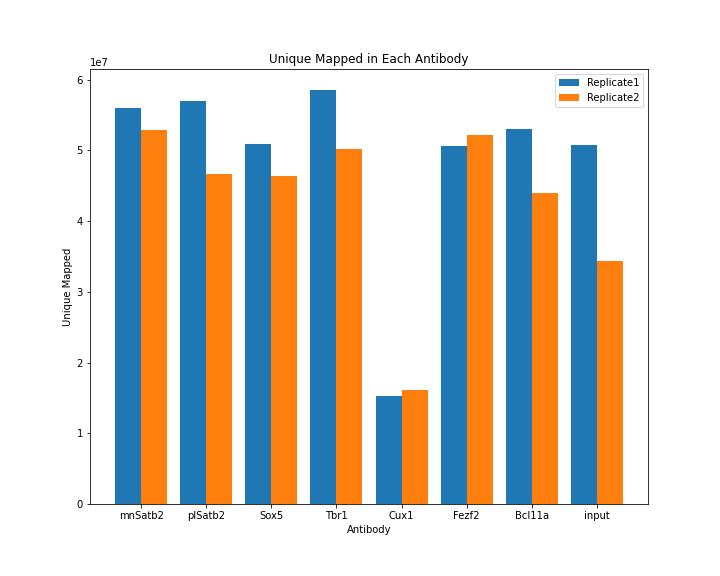 Unique Mapped in Each Antibody
1e7
Replicate1
Replicate2
6
5
4
3
2
1
0
Unique Mapped
mnSatb2 plSatb2 Sox5 Tbr1 Cux1 Fezf2 Bcl11a input
Antibody